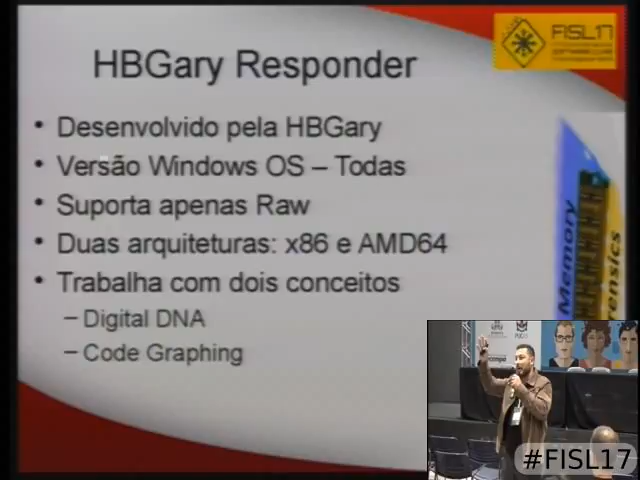 HBGary Responder
FISL17
• Desenvolvido pela HBGary
• Versão Windows OS – Todas
• Suporta apenas Raw
• Duas arquiteturas: x86 e AMD64
• Trabalha com dois conceitos
– Digital DNA
– Code Graphing
Memory
#FISL17